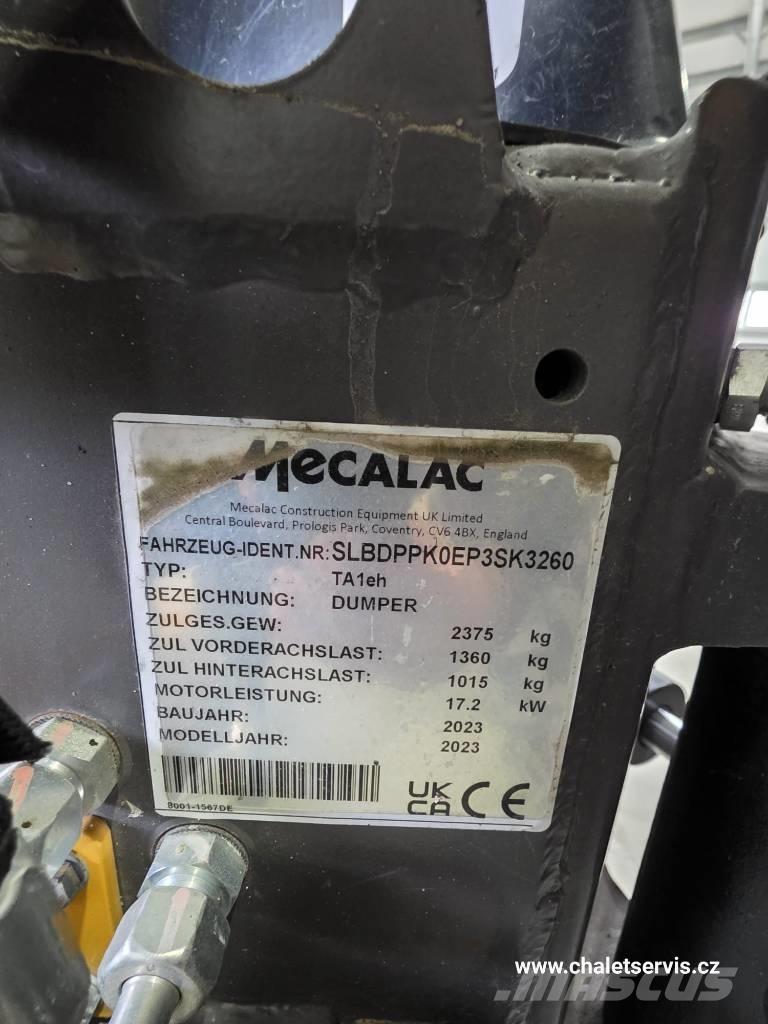 MeCALAC
Mecalac Construction Equipment UK Limited
Central Boulevard, Prologis Park, Coventry, CV6 4BX, England
FAHRZEUG-IDENT.NR: SLBDPPK0EP3SK3260
TYP: TA1eh
BEZEICHNUNG: DUMPER
ZULGES.GEW: 2375 kg
ZUL VORDERACHSLAST: 1360 kg
ZUL HINTERACHSLAST: 1015 kg
MOTORLEISTUNG: 17.2 kW
BAUJAHR: 2023
MODELLJAHR: 2023
8001-1567DE
UK
CA CE
www.chaletservis.cz
MASCUS